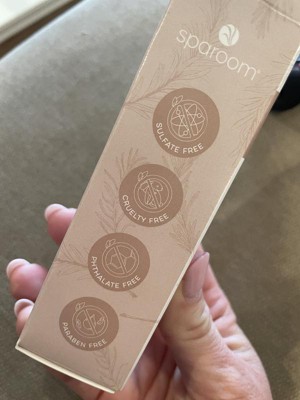 sparoom®
SULFATE FREE
CRUELTY FREE
PHTHALATE FREE
PARABEN FREE